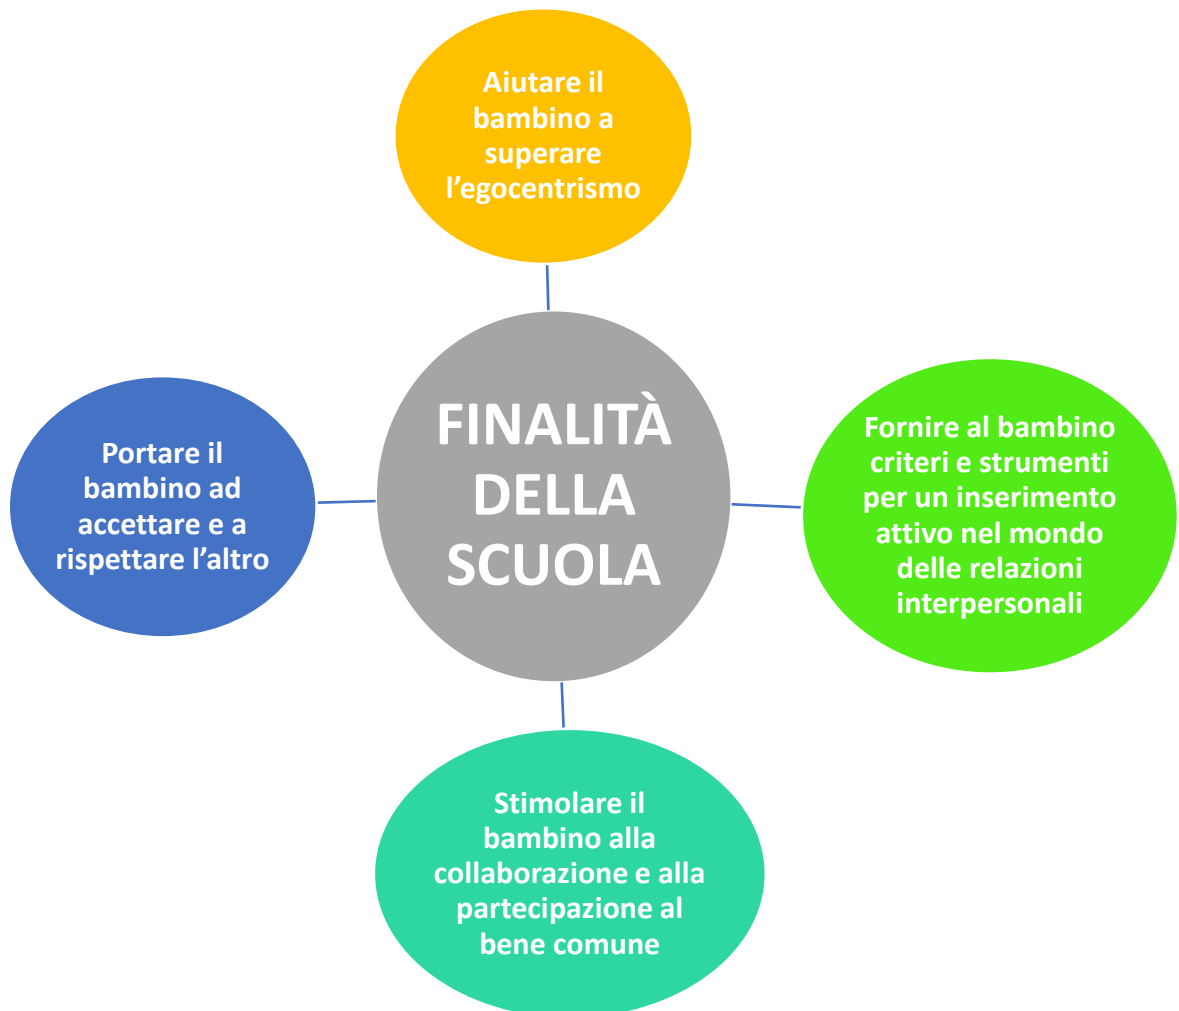 Aiutare il
bambino a
superare
l’egocentrismo
FINALITÀ
DELLA
SCUOLA
Portare il
bambino ad
accettare e a
rispettare l’altro
Fornire al bambino
criteri e strumenti
per un inserimento
attivo nel mondo
delle relazioni
interpersonali
Stimolare il
bambino alla
collaborazione e alla
partecipazione al
bene comune